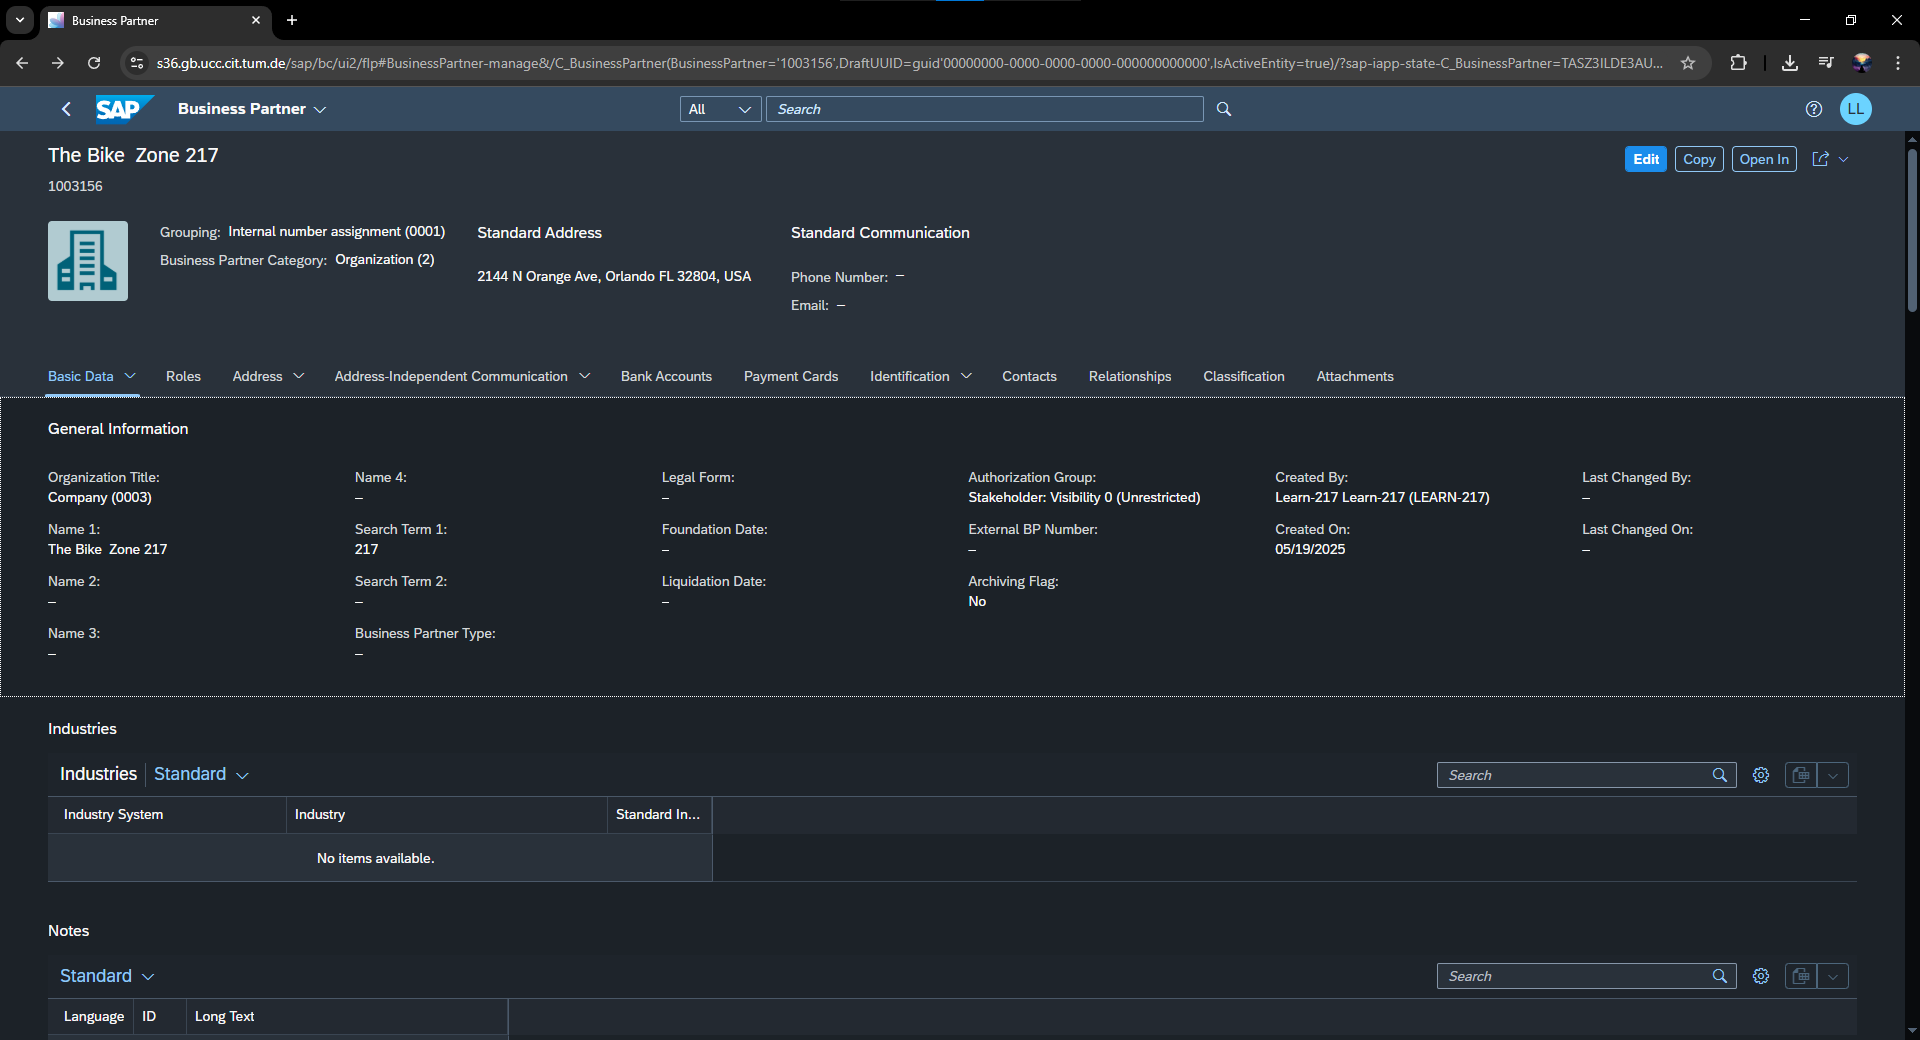 Business Partner
s36.gb.ucc.cit.tum.de/sap/bc/ui2/flp#BusinessPartner-manage&/C_BusinessPartner(BusinessPartner='1003156',DraftUUID=guid'00000000-0000-0000-0000-000000000000',IsActiveEntity=true)/?sap-iapp-state-C_BusinessPartner=TASZ3ILDE3AU...
SAP Business Partner All Search LL
The Bike  Zone 217
Edit Copy Open In
1003156
Grouping: Internal number assignment (0001)
Business Partner Category: Organization (2)
Standard Address
2144 N Orange Ave, Orlando FL 32804, USA
Standard Communication
Phone Number: –
Email: –
Basic Data Roles Address Address-Independent Communication Bank Accounts Payment Cards Identification Contacts Relationships Classification Attachments
General Information
Organization Title:
Company (0003)
Name 1:
The Bike  Zone 217
Name 2:
–
Name 3:
–
Name 4:
–
Search Term 1:
217
Search Term 2:
–
Business Partner Type:
–
Legal Form:
–
Foundation Date:
–
Liquidation Date:
–
Authorization Group:
Stakeholder: Visibility 0 (Unrestricted)
External BP Number:
–
Archiving Flag:
No
Created By:
Learn-217 Learn-217 (LEARN-217)
Created On:
05/19/2025
Last Changed By:
–
Last Changed On:
–
Industries
Industries Standard Search
Industry System Industry Standard In...
No items available.
Notes
Standard Search
Language ID Long Text